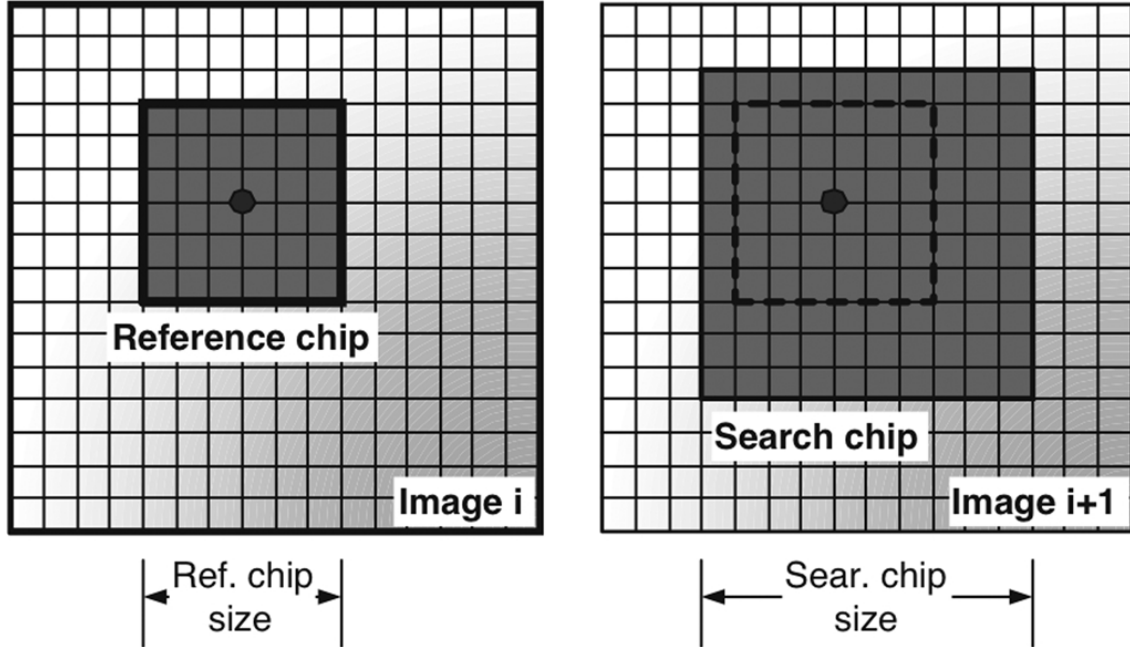 Reference chip
Image i
Search chip
Image i+1
Ref. chip
size
Sear. chip
size